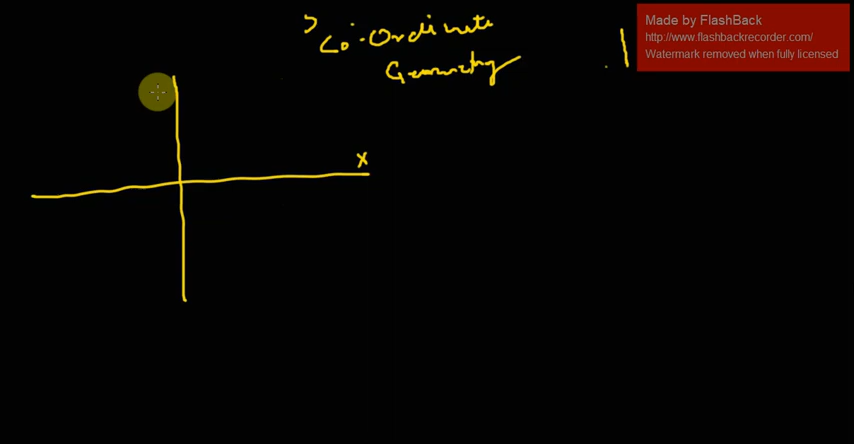 Co-Ordinate
Geometry
x
Made by FlashBack
http://www.flashbackrecorder.com/
Watermark removed when fully licensed